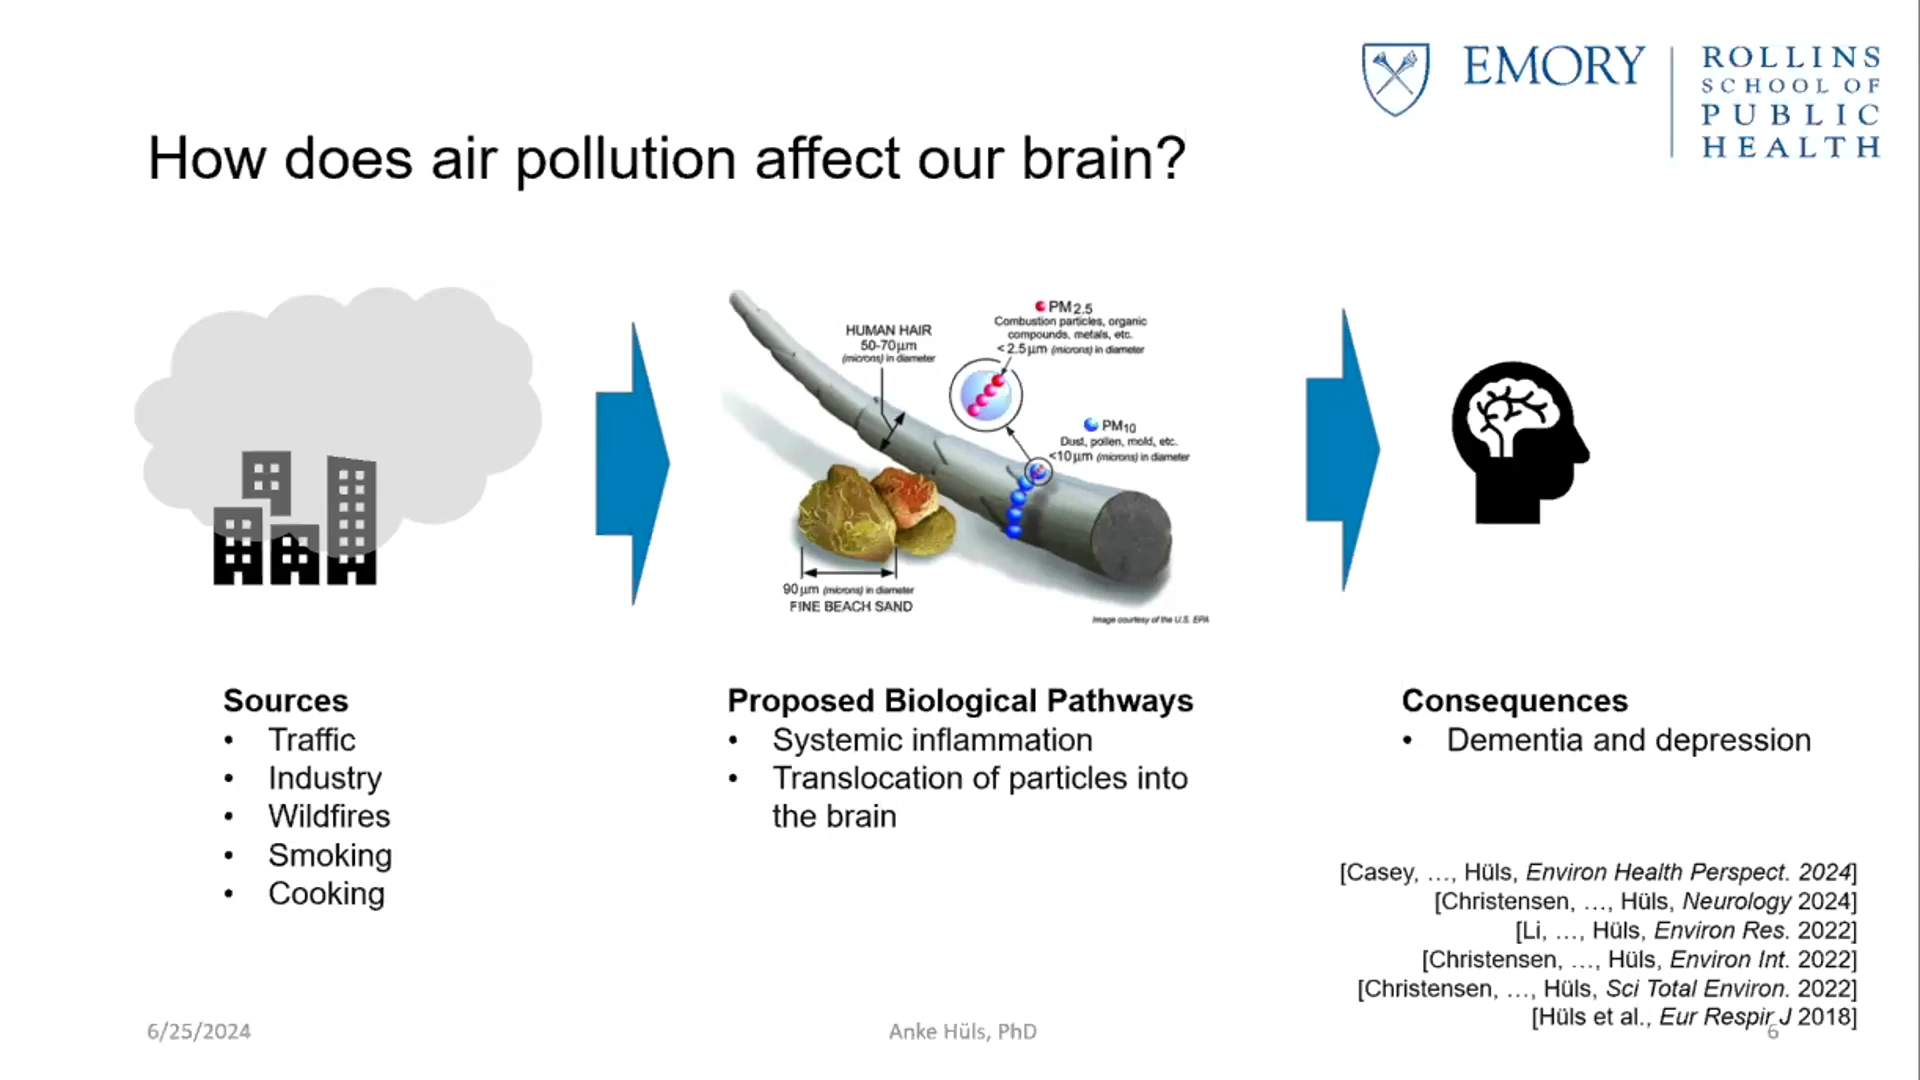 EMORY
ROLLINS
SCHOOL OF
PUBLIC
HEALTH
How does air pollution affect our brain?
HUMAN HAIR
50-70μm
(microns) in diameter
PM2.5
Combustion particles, organic
compounds, metals, etc.
< 2.5μm (microns) in diameter
PM10
Dust, pollen, mold, etc.
<10μm (microns) in diameter
90μm (microns) in diameter
FINE BEACH SAND
Image courtesy of the U.S. EPA
Sources
• Traffic
• Industry
• Wildfires
• Smoking
• Cooking
Proposed Biological Pathways
• Systemic inflammation
• Translocation of particles into
the brain
Consequences
• Dementia and depression
[Casey, …, Hüls, Environ Health Perspect. 2024]
[Christensen, …, Hüls, Neurology 2024]
[Li, …, Hüls, Environ Res. 2022]
[Christensen, …, Hüls, Environ Int. 2022]
[Christensen, …, Hüls, Sci Total Environ. 2022]
[Hüls et al., Eur Respir J 2018]
6/25/2024
Anke Hüls, PhD
6